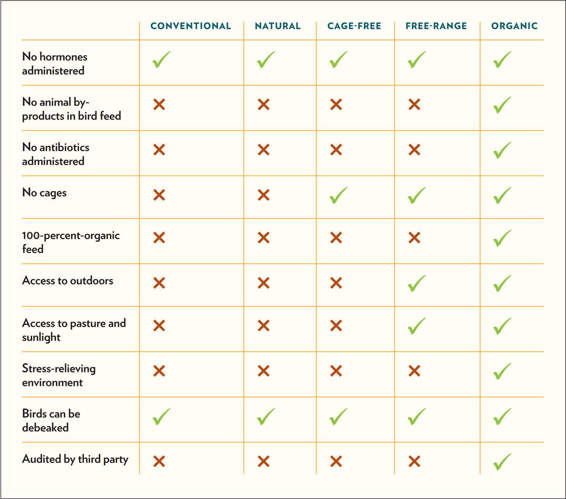 CONVENTIONAL NATURAL CAGE-FREE FREE-RANGE ORGANIC
No hormones
administered
No animal by-
products in bird feed
No antibiotics
administered
No cages
100-percent-organic
feed
Access to outdoors
Access to pasture and
sunlight
Stress-relieving
environment
Birds can be
debeaked
Audited by third party